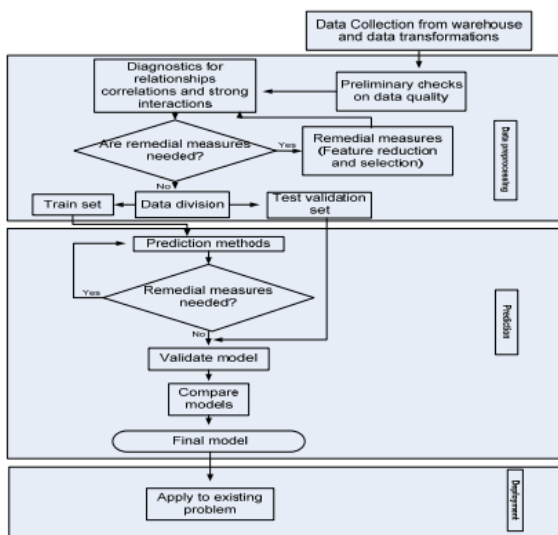 Data Collection from warehouse
and data transformations
Diagnostics for
relationships
correlations and strong
interactions
Preliminary checks
on data quality
Are remedial measures
needed?
Yes
Remedial measures
(Feature reduction
and selection)
Data preprocessing
No
Train set
Data division
Test validation
set
Prediction methods
Remedial measures
needed?
Yes
Prediction
No
Validate model
Compare
models
Final model
Apply to existing
problem
Deployment